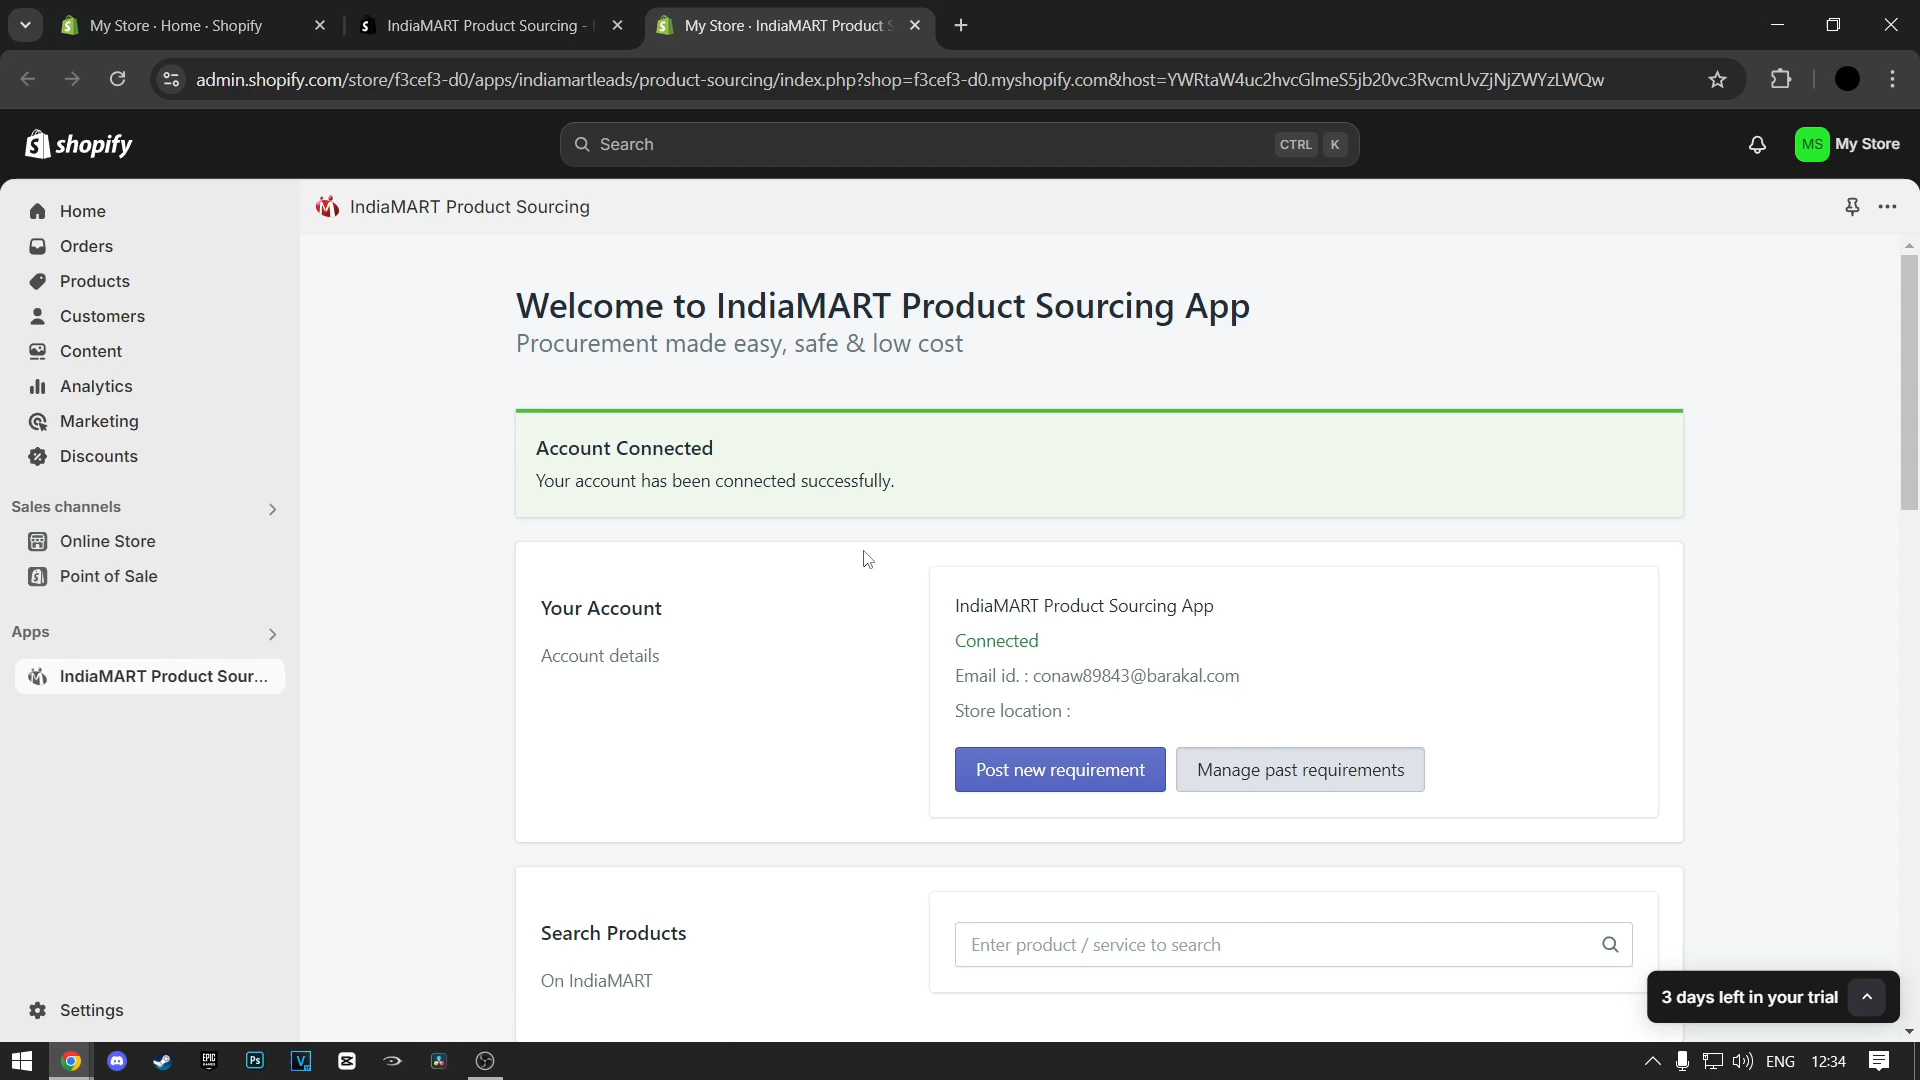 My Store · Home · Shopify
IndiaMART Product Sourcing -
My Store · IndiaMART Product S
admin.shopify.com/store/f3cef3-d0/apps/indiamartleads/product-sourcing/index.php?shop=f3cef3-d0.myshopify.com&host=YWRtaW4uc2hvcGlmeS5jb20vc3RvcmUvZjNjZWYzLWQw
shopify
Search
CTRL K
MS My Store
Home
Orders
Products
Customers
Content
Analytics
Marketing
Discounts
Sales channels
Online Store
Point of Sale
Apps
IndiaMART Product Sour...
Settings
IndiaMART Product Sourcing
Welcome to IndiaMART Product Sourcing App
Procurement made easy, safe & low cost
Account Connected
Your account has been connected successfully.
Your Account
Account details
IndiaMART Product Sourcing App
Connected
Email id. : conaw89843@barakal.com
Store location :
Post new requirement
Manage past requirements
Search Products
On IndiaMART
Enter product / service to search
3 days left in your trial
EPIC
GAMES
Ps
V
ENG
12:34